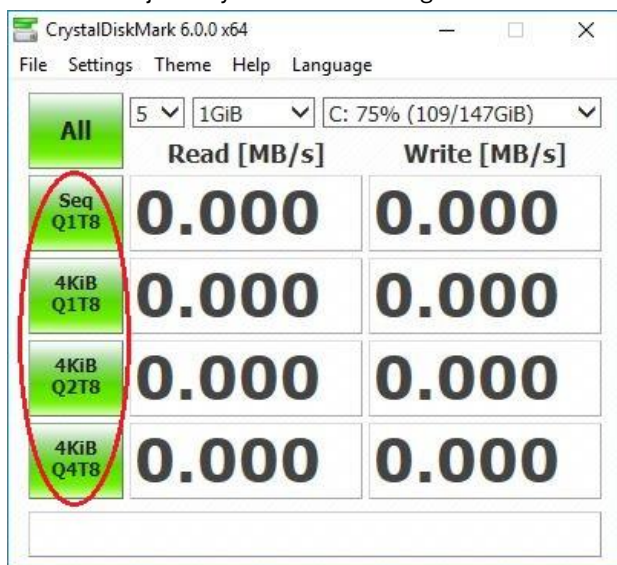 CrystalDiskMark 6.0.0 x64
File Settings Theme Help Language
All 5 1GiB C: 75% (109/147GiB)
Read [MB/s] Write [MB/s]
Seq
Q1T8 0.000 0.000
4KiB
Q1T8 0.000 0.000
4KiB
Q2T8 0.000 0.000
4KiB
Q4T8 0.000 0.000